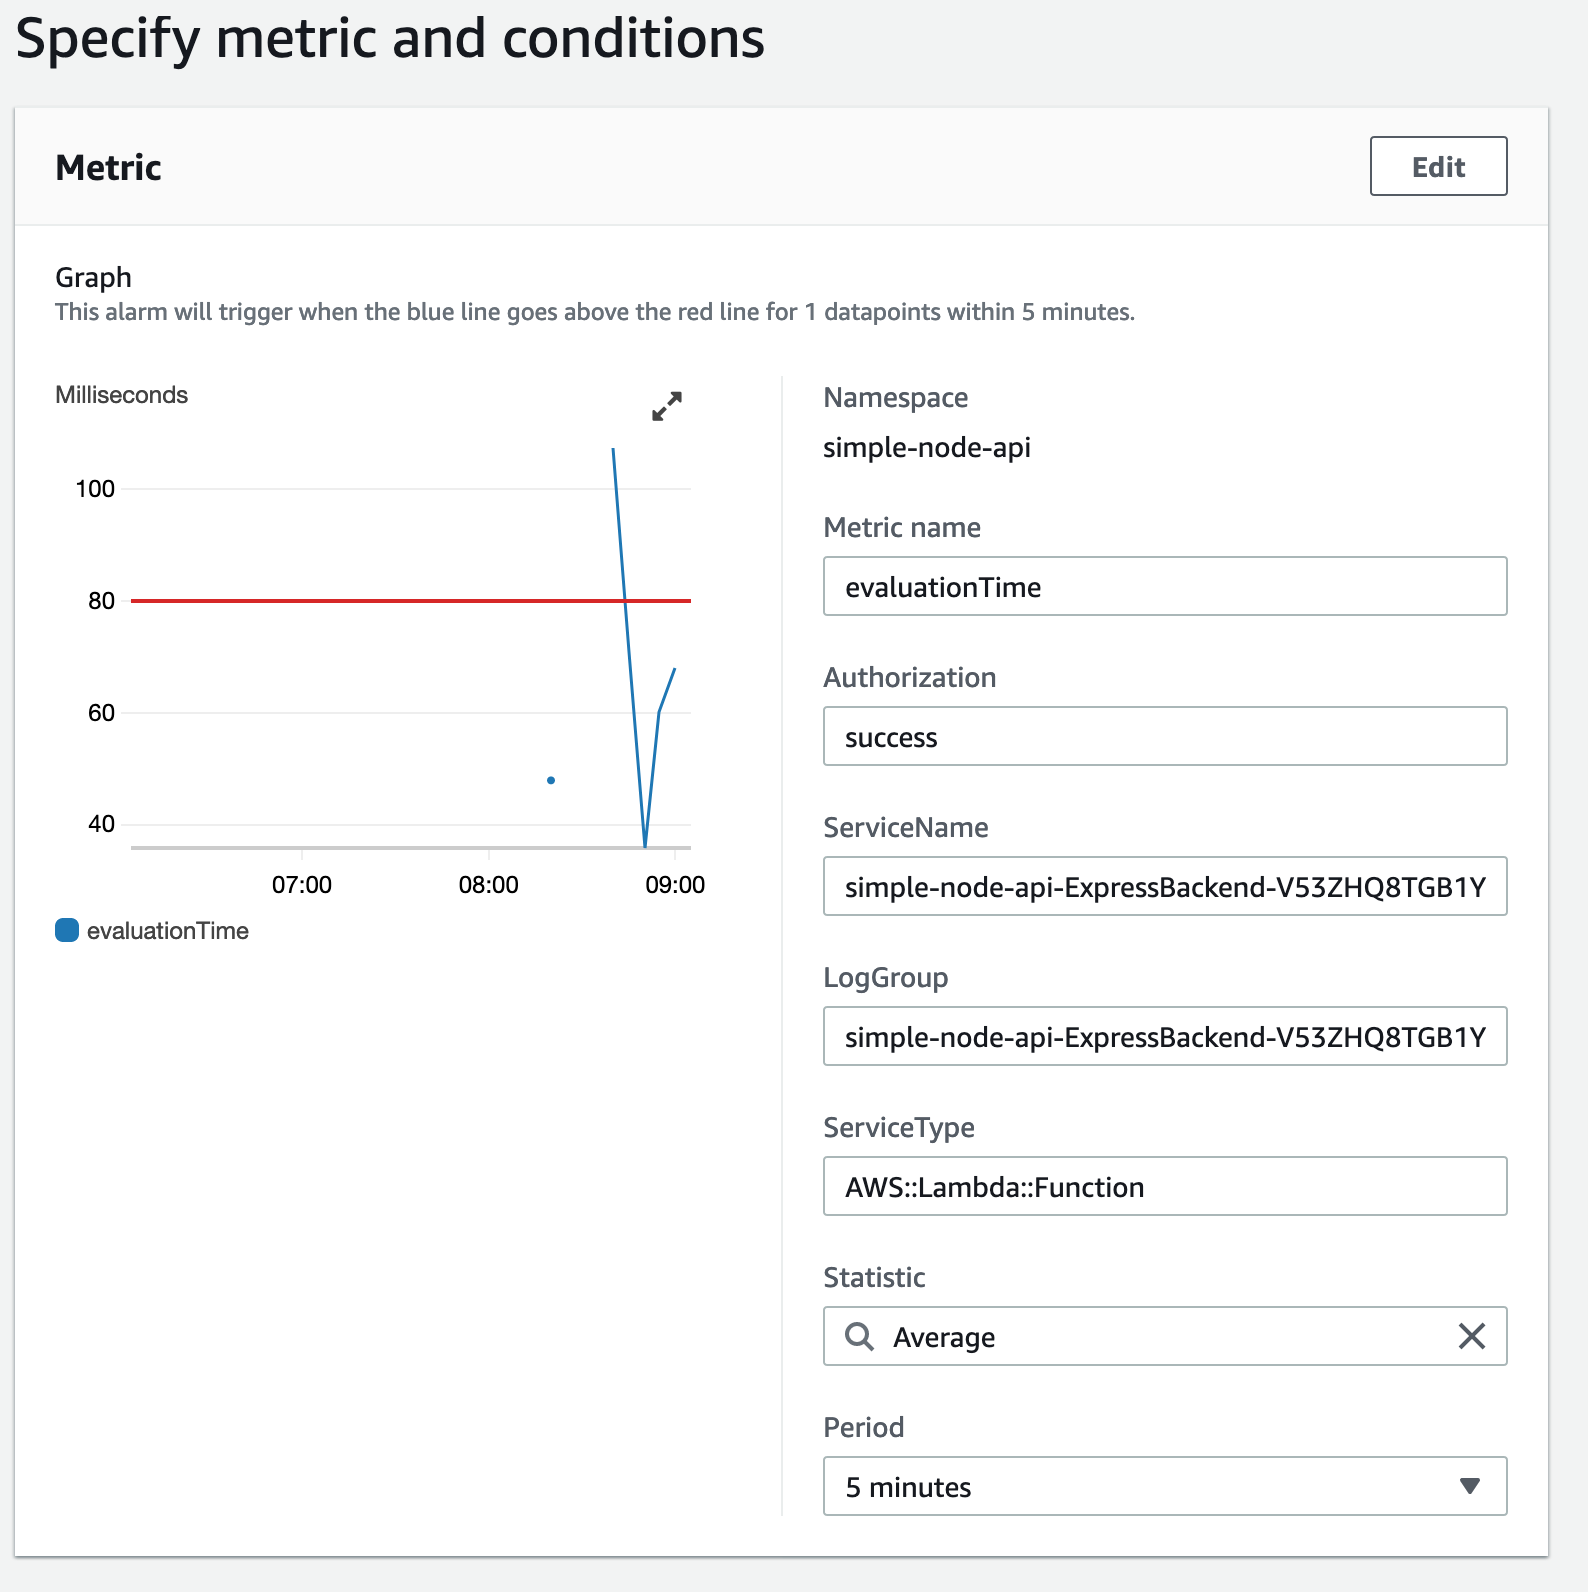 Specify metric and conditions
Metric
Edit
Graph
This alarm will trigger when the blue line goes above the red line for 1 datapoints within 5 minutes.
Milliseconds
100
80
60
40
07:00 08:00 09:00
evaluationTime
Namespace
simple-node-api
Metric name
evaluationTime
Authorization
success
ServiceName
simple-node-api-ExpressBackend-V53ZHQ8TGB1Y
LogGroup
simple-node-api-ExpressBackend-V53ZHQ8TGB1Y
ServiceType
AWS::Lambda::Function
Statistic
Average
Period
5 minutes